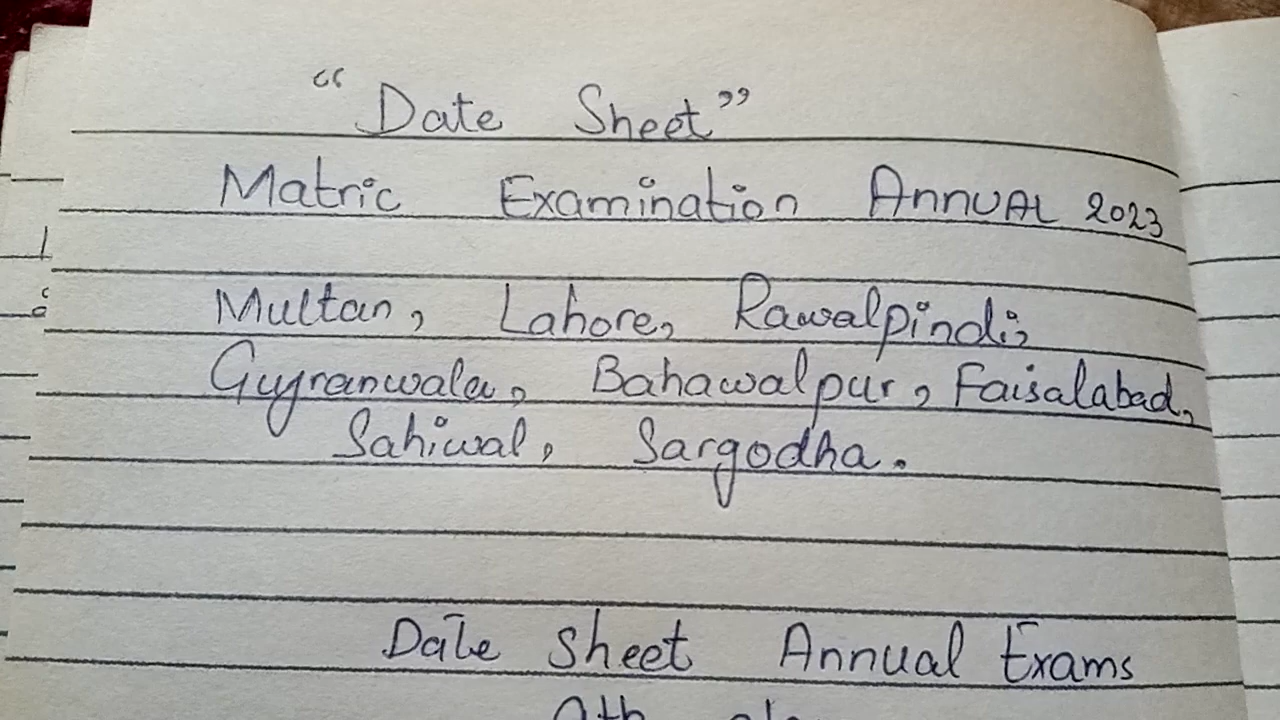 “Date Sheet”
Matric Examination Annual 2023
Multan, Lahore, Rawalpindi,
Gujranwala, Bahawalpur, Faisalabad,
Sahiwal, Sargodha.
Date Sheet Annual Exams